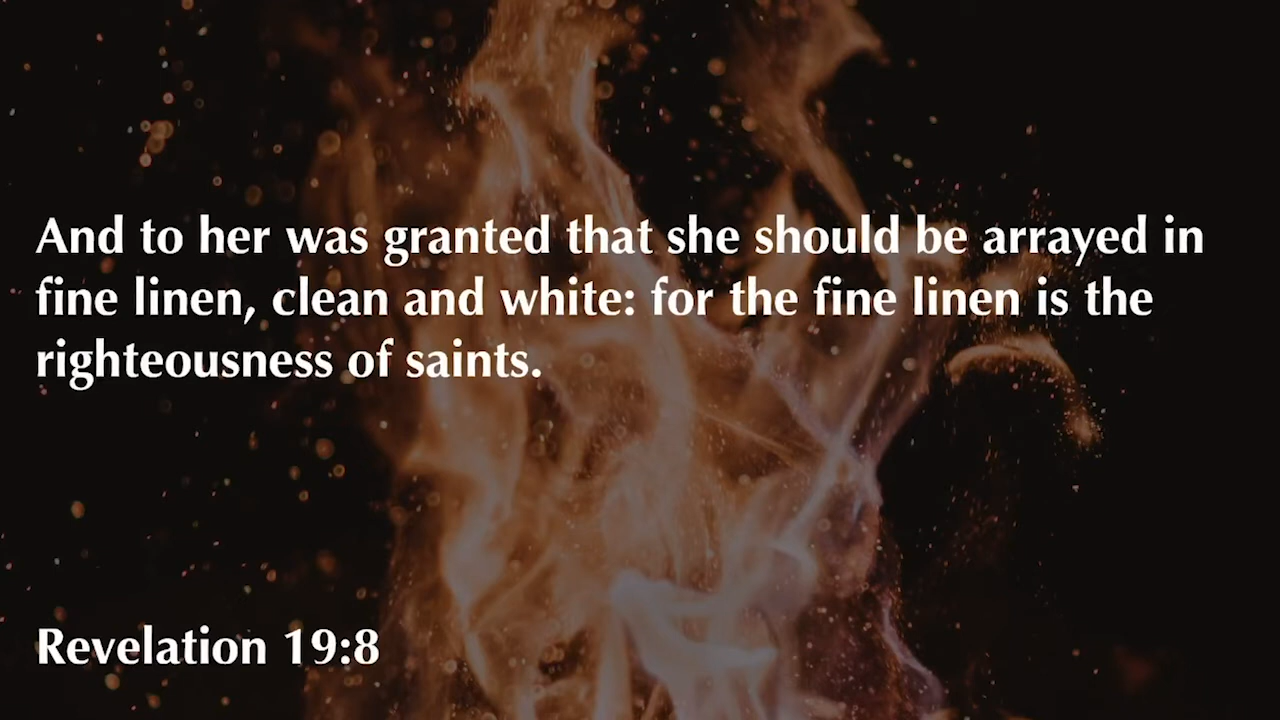 And to her was granted that she should be arrayed in
fine linen, clean and white: for the fine linen is the
righteousness of saints.
Revelation 19:8